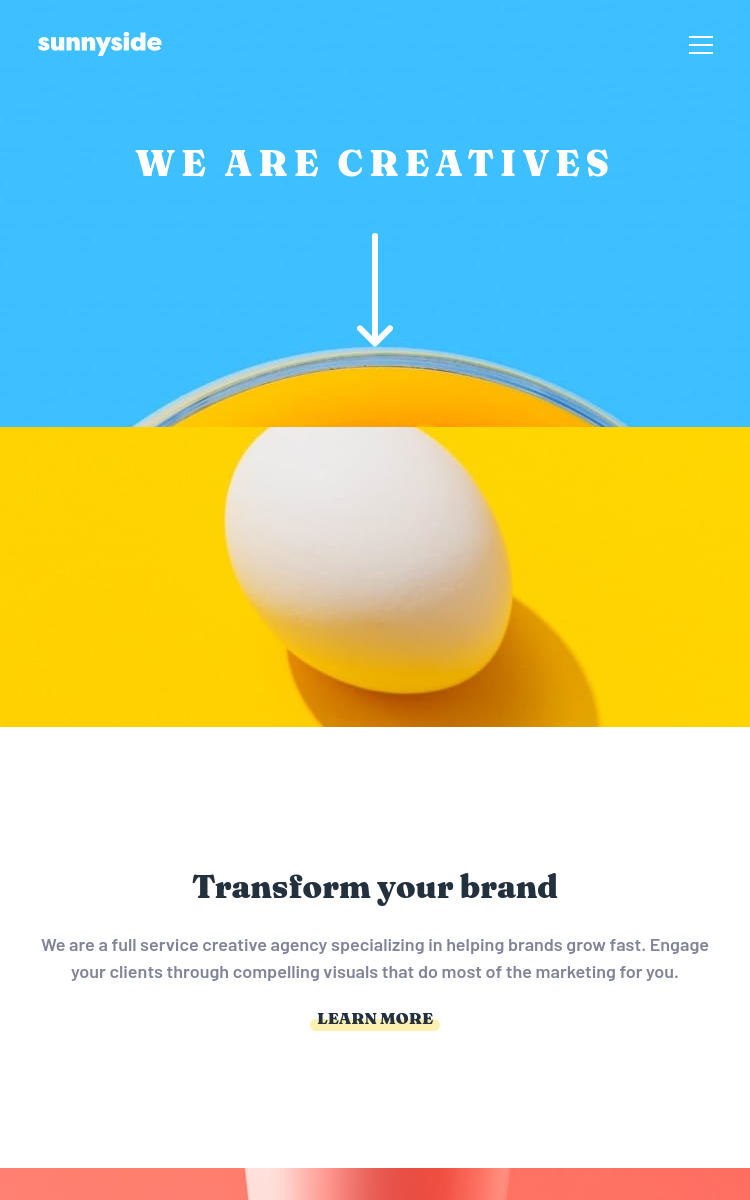 sunnyside
WE ARE CREATIVES
Transform your brand
We are a full service creative agency specializing in helping brands grow fast. Engage
your clients through compelling visuals that do most of the marketing for you.
LEARN MORE